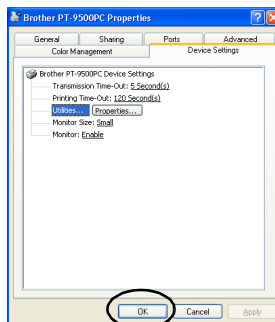 Brother PT-9500PC Properties
General Sharing Ports Advanced
Color Management Device Settings
Brother PT-9500PC Device Settings
Transmission Time-Out: 5 Second(s)
Printing Time-Out: 120 Second(s)
Utilities... Properties...
Monitor Size: Small
Monitor: Enable
OK Cancel Apply